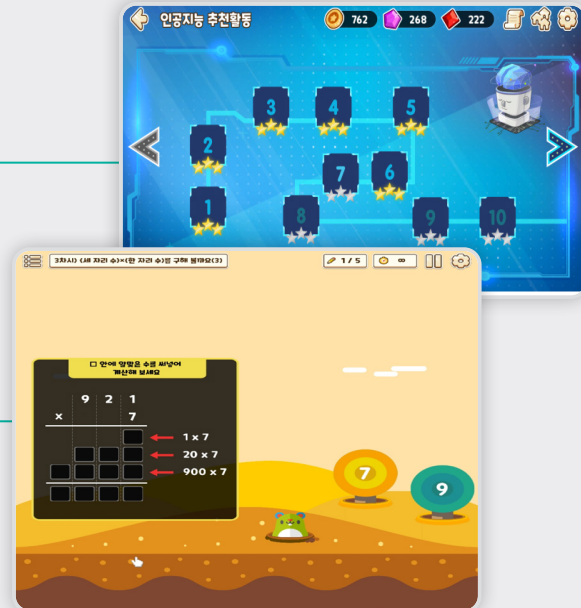 인공지능 추천활동
762
268
222
3
4
5
2
7
6
1
8
9
10
3차시) (세 자리 수)×(한 자리 수)를 구해 볼까요(3)
1 / 5
∞
□ 안에 알맞은 수를 써넣어
계산해 보세요
9 2 1
× 7
1 x 7
20 x 7
900 x 7
7
9